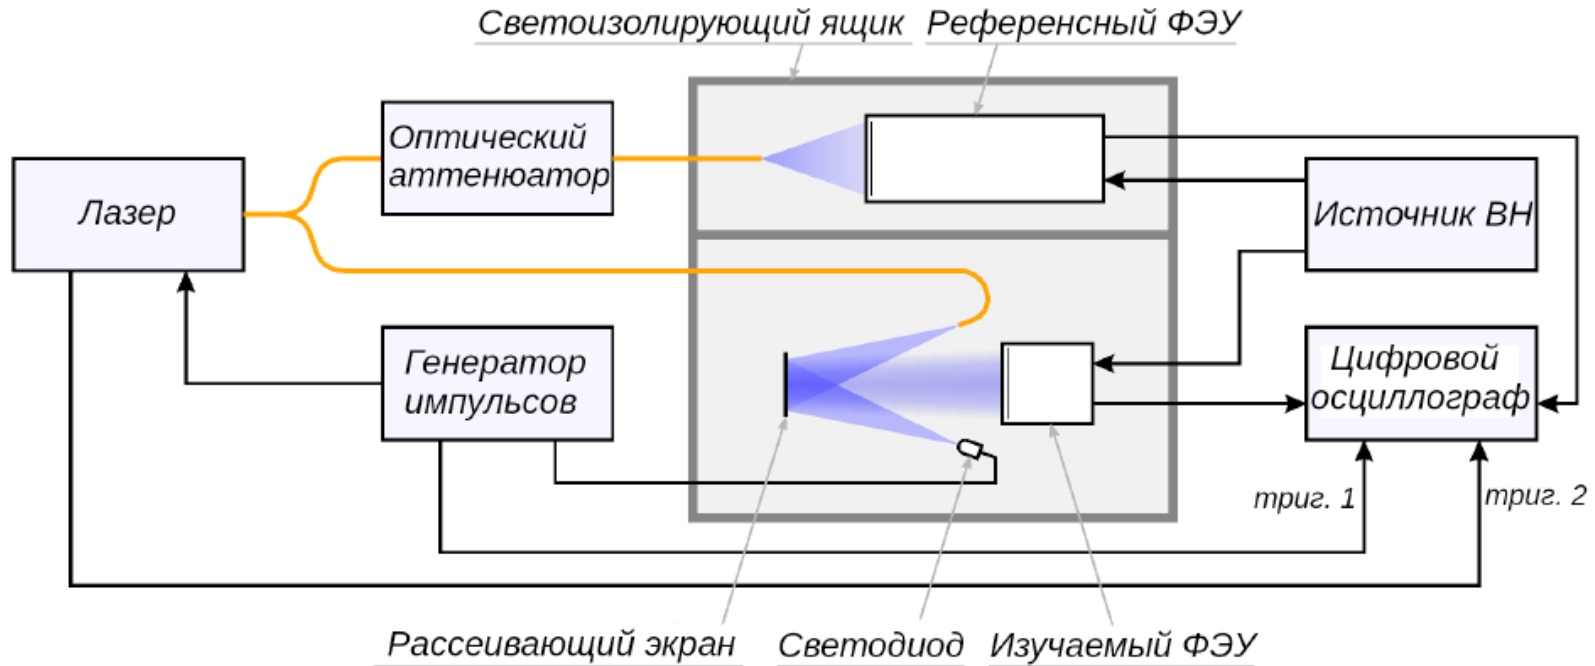 Светоизолирующий ящик
Референсный ФЭУ
Оптический
аттенюатор
Лазер
Источник ВН
Генератор
импульсов
Цифровой
осциллограф
триг. 1
триг. 2
Рассеивающий экран
Светодиод
Изучаемый ФЭУ